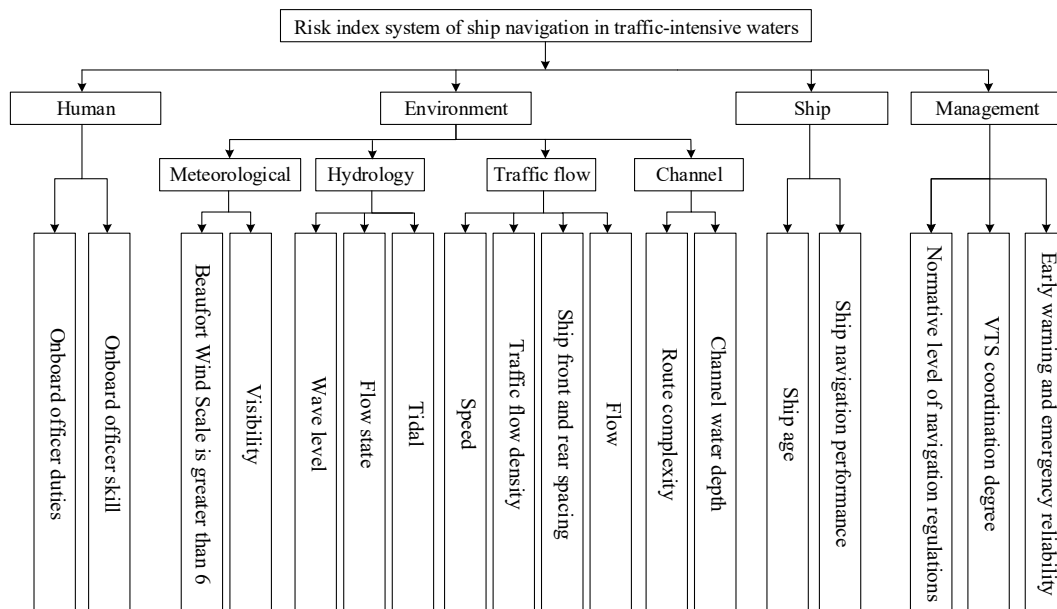 Risk index system of ship navigation in traffic-intensive waters
Human
Environment
Ship
Management
Meteorological
Hydrology
Traffic flow
Channel
Onboard officer duties
Onboard officer skill
Beaufort Wind Scale is greater than 6
Visibility
Wave level
Flow state
Tidal
Speed
Traffic flow density
Ship front and rear spacing
Flow
Route complexity
Channel water depth
Ship age
Ship navigation performance
Normative level of navigation regulations
VTS coordination degree
Early warning and emergency reliability